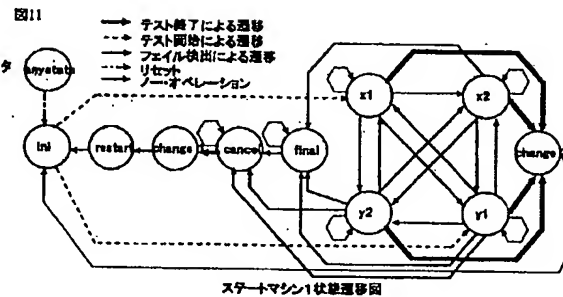 図11
テスト終了による遷移
テスト開始による遷移
フェイル検出による遷移
リセット
ノー・オペレーション
タ
anystate
ini
restart
change
cancel
final
x1
x2
y2
y1
change
ステートマシン1状態遷移図